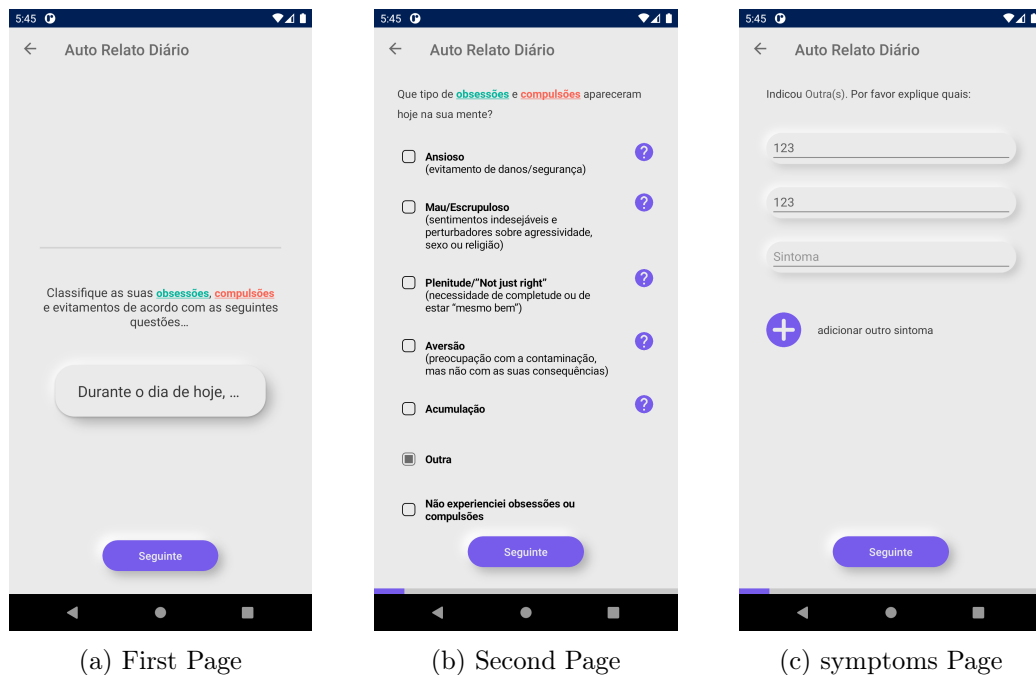 5:45
Auto Relato Diário
Classifique as suas obsessões, compulsões
e evitamentos de acordo com as seguintes
questões...
Durante o dia de hoje, ...
Seguinte
(a) First Page
5:45
Auto Relato Diário
Que tipo de obsessões e compulsões apareceram
hoje na sua mente?
Ansioso
(evitamento de danos/segurança)
?
Mau/Escrupuloso
(sentimentos indesejáveis e
perturbadores sobre agressividade,
sexo ou religião)
?
Plenitude/"Not just right"
(necessidade de completude ou de
estar "mesmo bem")
?
Aversão
(preocupação com a contaminação,
mas não com as suas consequências)
?
Acumulação
?
Outra
Não experienciei obsessões ou
compulsões
Seguinte
(b) Second Page
5:45
Auto Relato Diário
Indicou Outra(s). Por favor explique quais:
123
123
Sintoma
adicionar outro sintoma
Seguinte
(c) symptoms Page